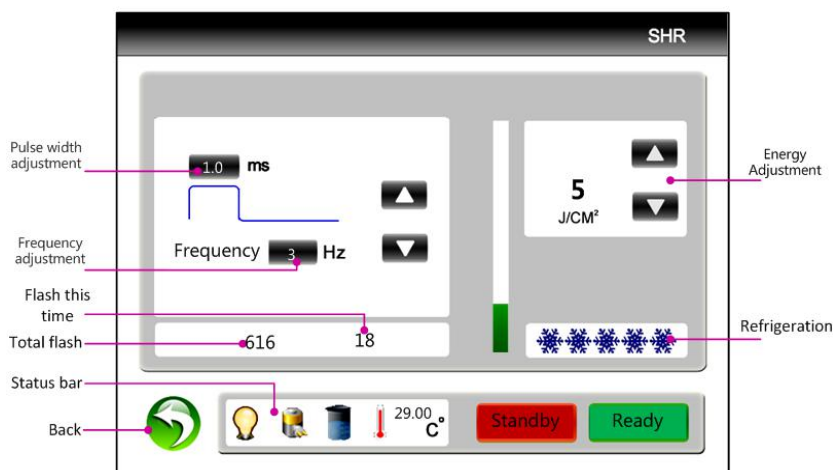 SHR
Pulse width
adjustment
1.0 ms
Frequency
adjustment
Frequency 3 Hz
5
J/CM²
Energy
Adjustment
Flash this
time
Total flash
616
18
Refrigeration
Status bar
Back
29.00
C°
Standby
Ready